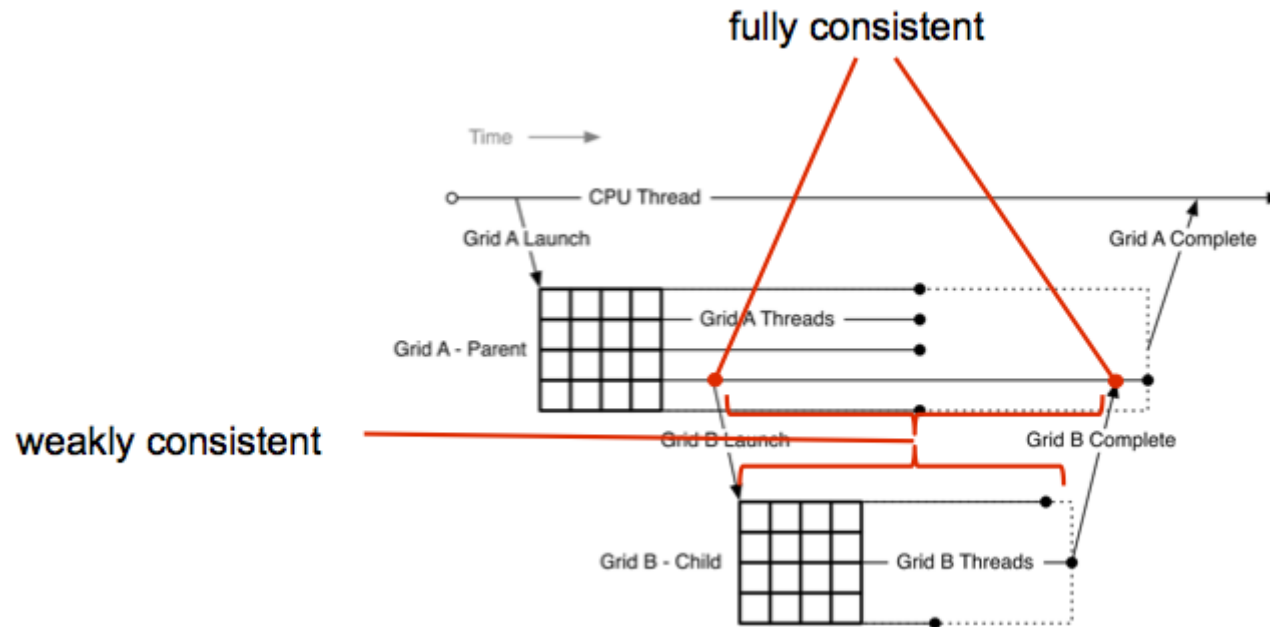 fully consistent
Time
CPU Thread
Grid A Launch
Grid A Complete
Grid A Threads
Grid A - Parent
weakly consistent
Grid B Launch
Grid B Complete
Grid B - Child
Grid B Threads